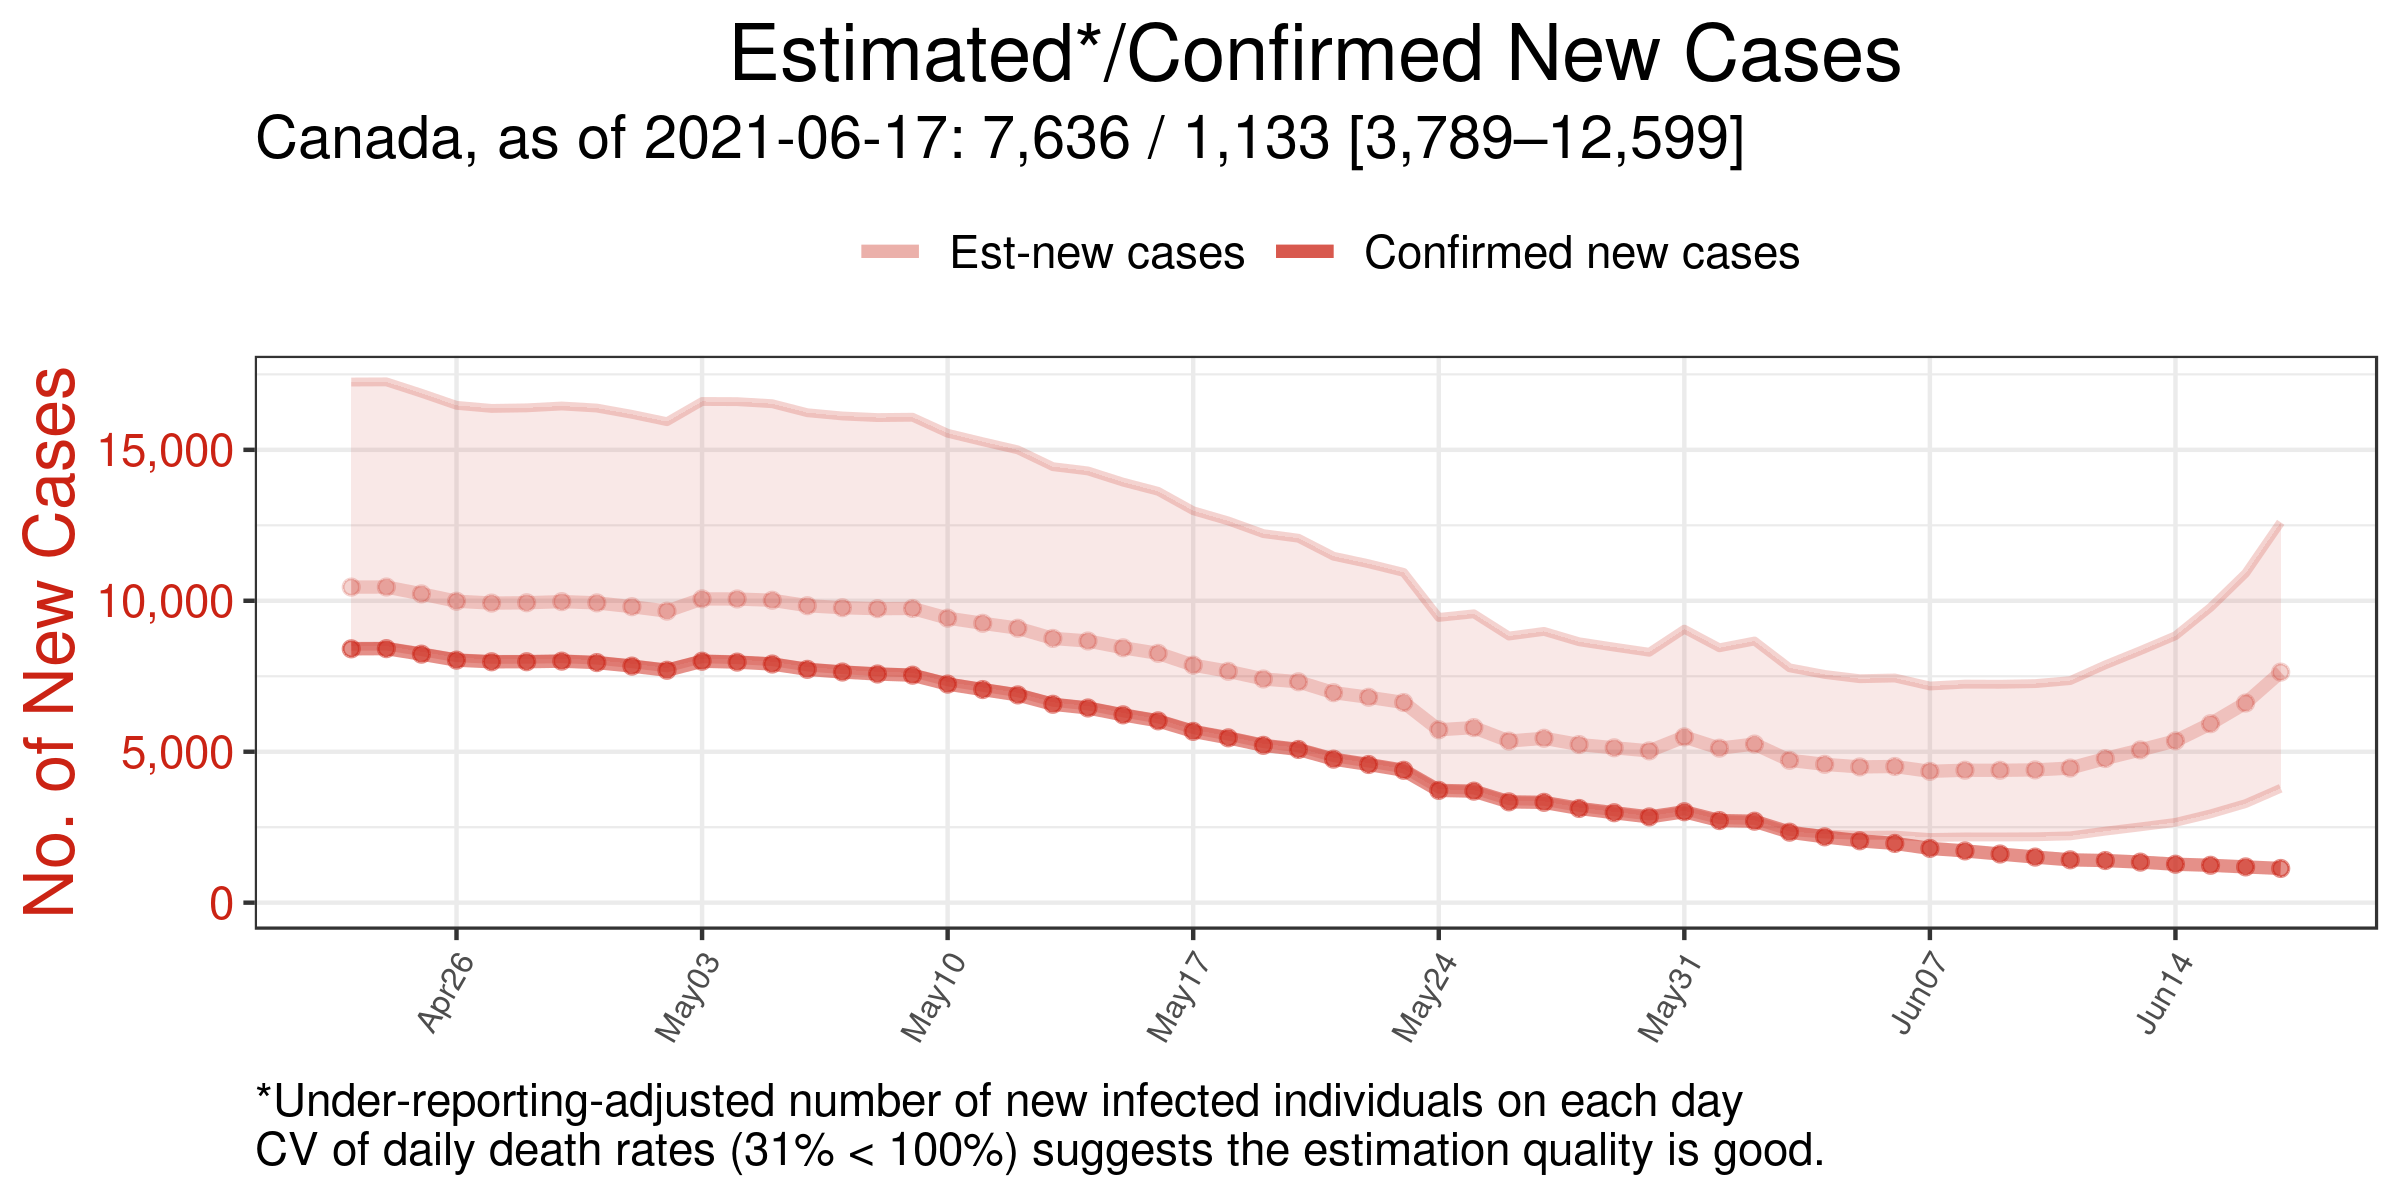 Estimated*/Confirmed New Cases
Canada, as of 2021-06-17: 7,636 / 1,133 [3,789–12,599]
Est-new cases
Confirmed new cases
No. of New Cases
15,000
10,000
5,000
0
Apr26
May03
May10
May17
May24
May31
Jun07
Jun14
*Under-reporting-adjusted number of new infected individuals on each day
CV of daily death rates (31% < 100%) suggests the estimation quality is good.